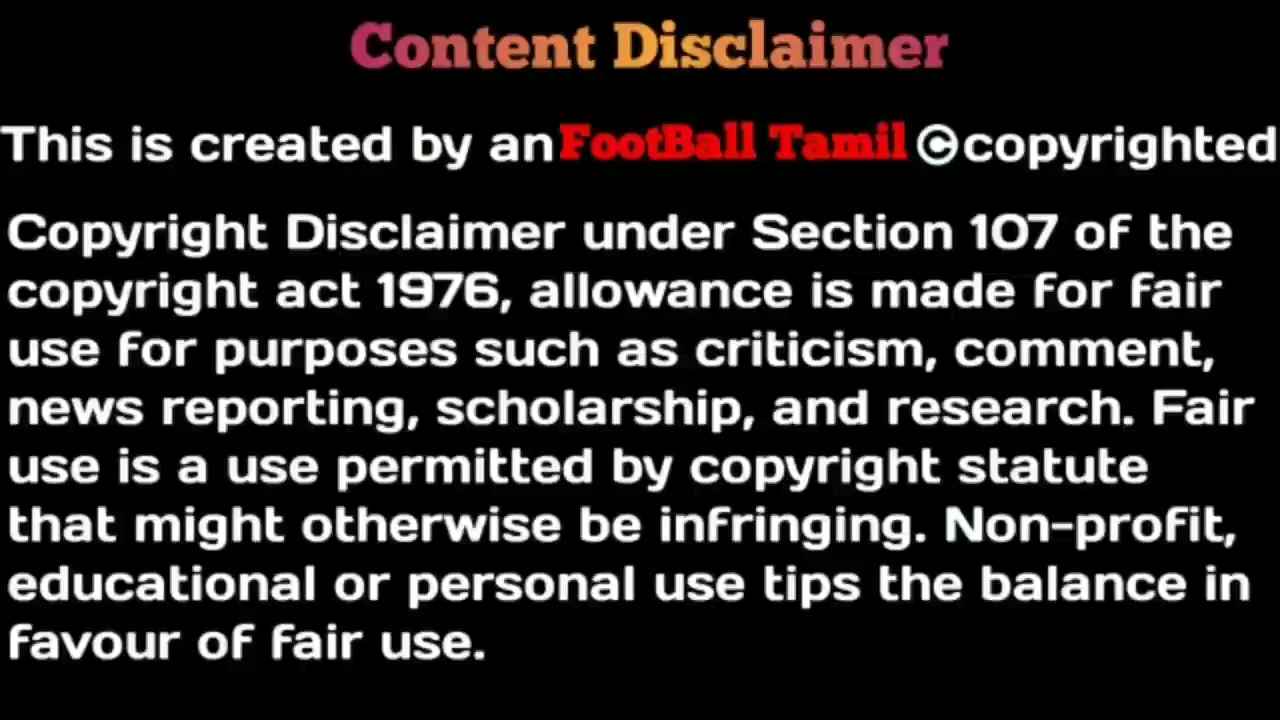 Content Disclaimer
This is created by an FootBall Tamil ©copyrighted
Copyright Disclaimer under Section 107 of the
copyright act 1976, allowance is made for fair
use for purposes such as criticism, comment,
news reporting, scholarship, and research. Fair
use is a use permitted by copyright statute
that might otherwise be infringing. Non-profit,
educational or personal use tips the balance in
favour of fair use.